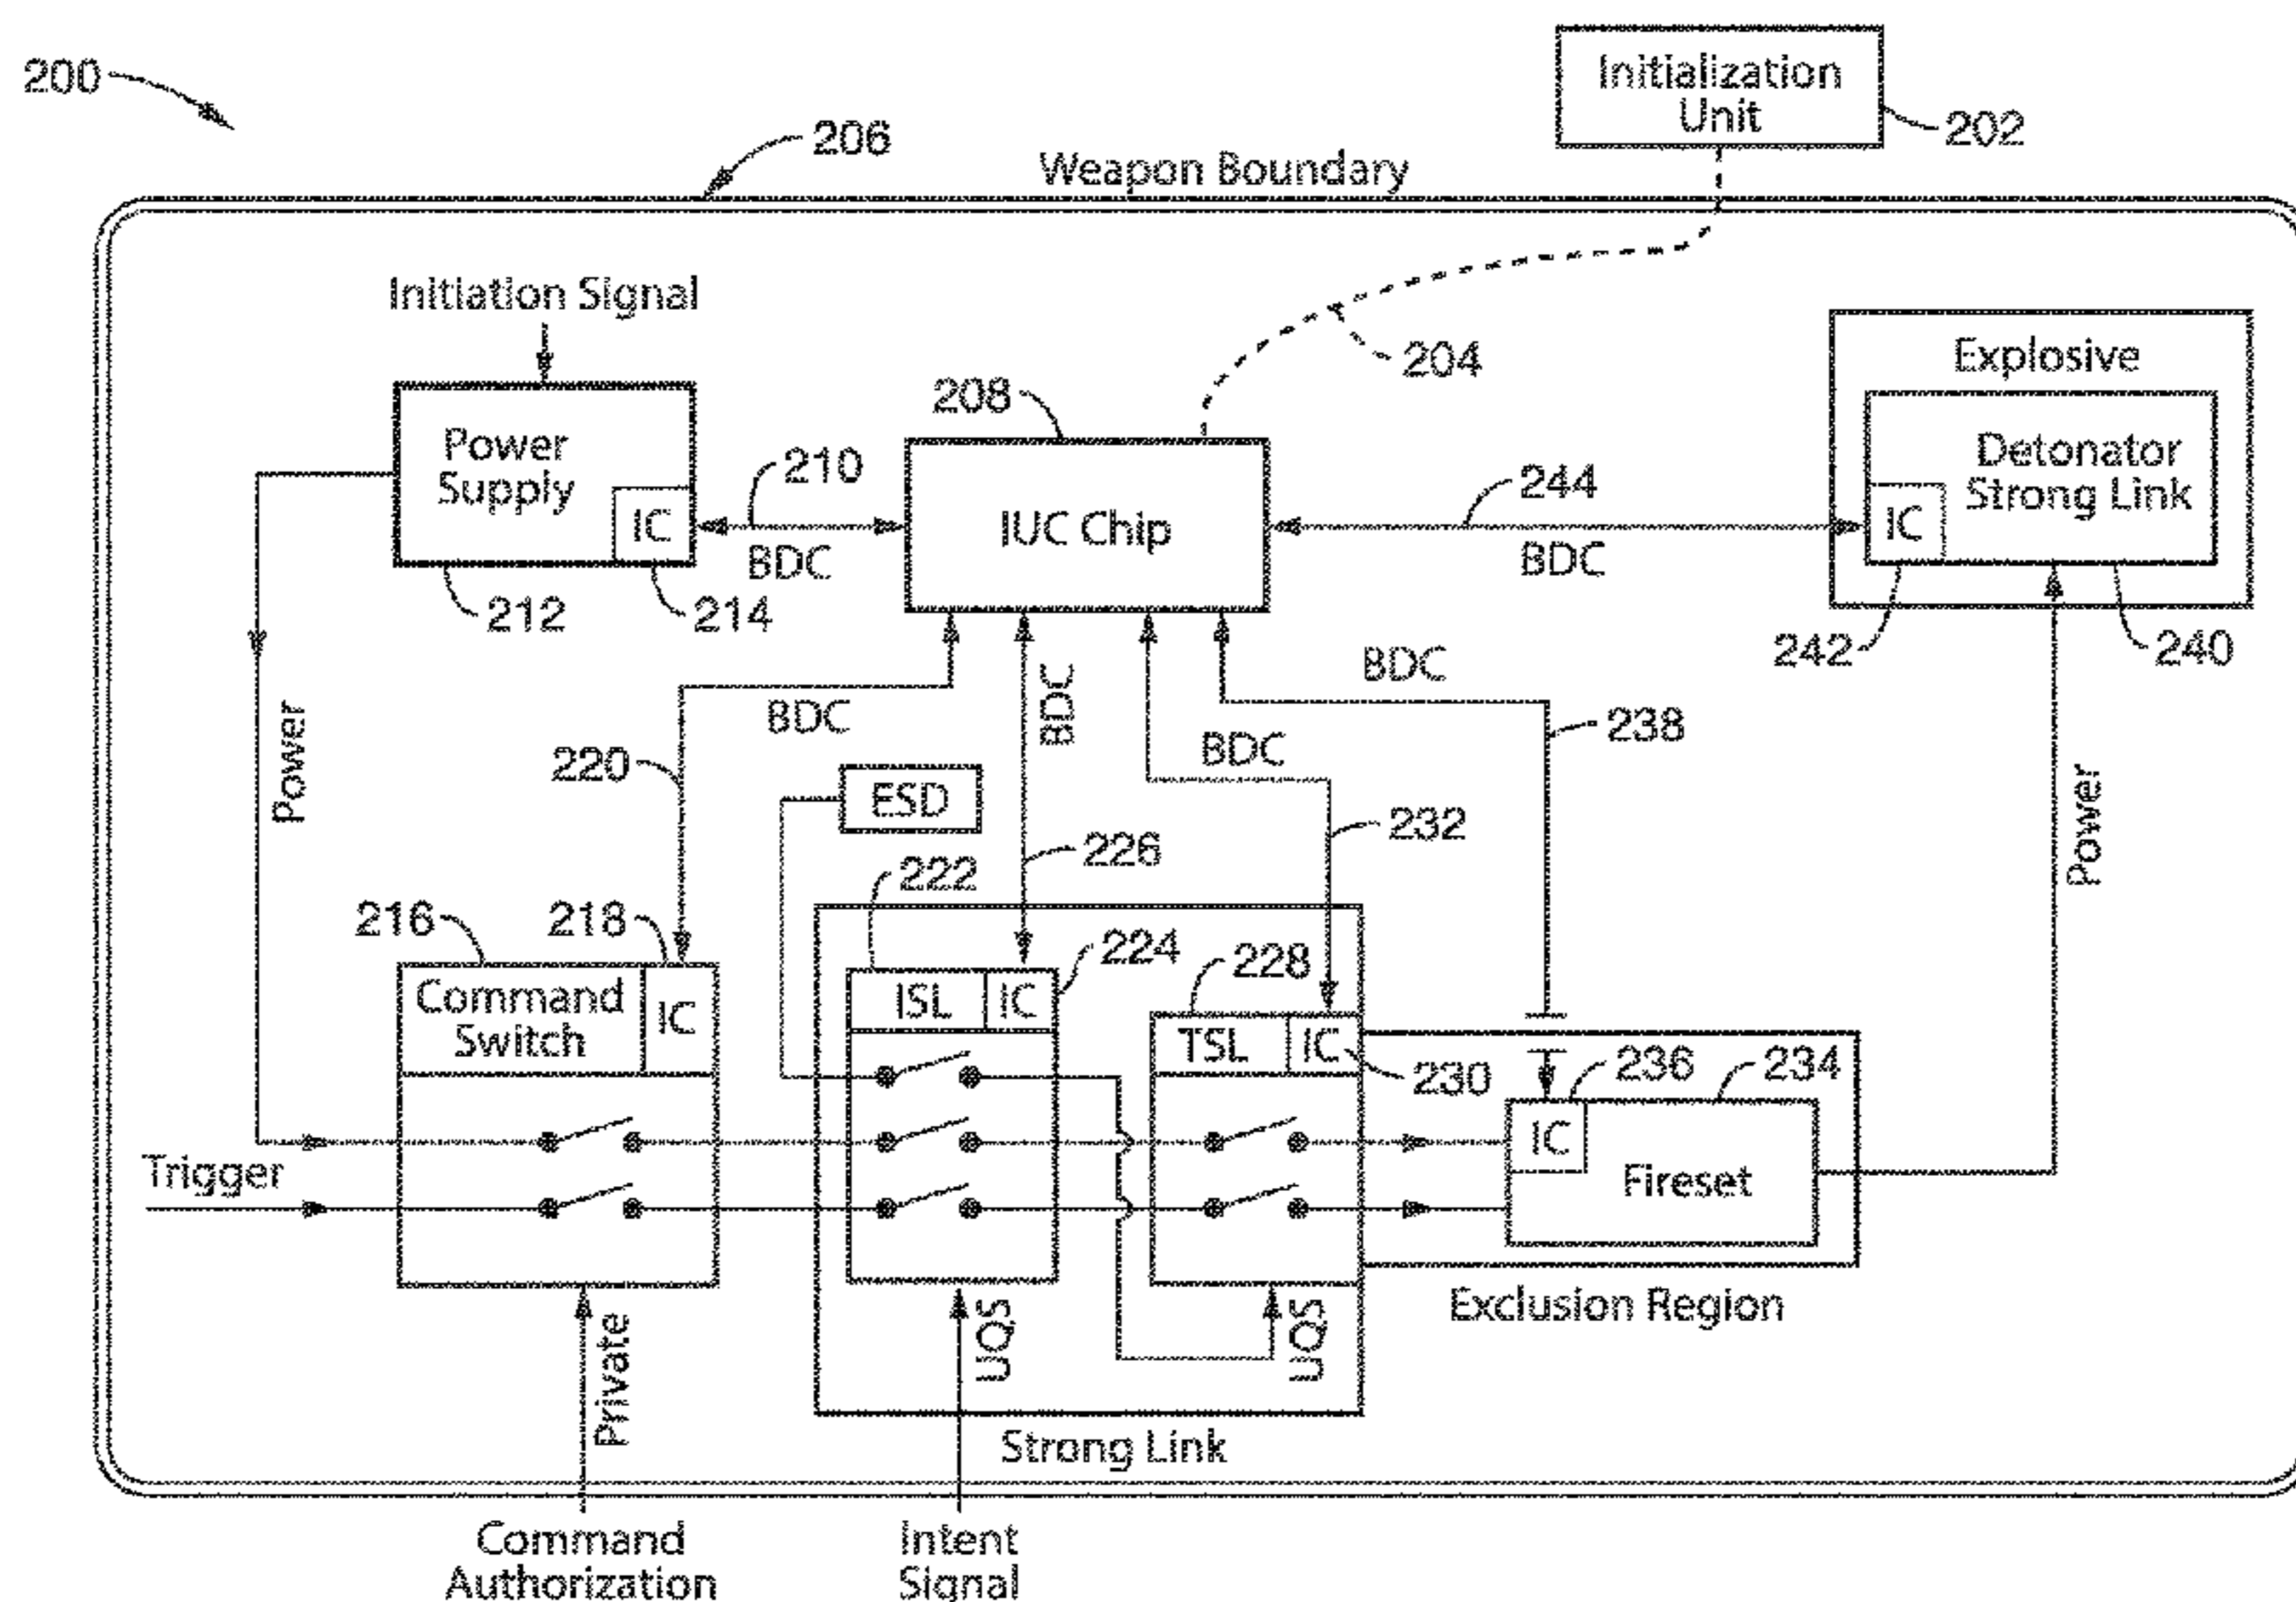 200
206
Weapon Boundary
Initialization
Unit
202
Initiation Signal
204
Explosive
Detonator
Strong Link
IC
242
240
208
IUC Chip
Power
Supply
IC
210
BDC
212
214
244
BDC
Power
BDC
220
BDC
BDC
BDC
238
ESD
226
232
222
224
216
218
Command
Switch
IC
ISL
IC
228
TSL
IC
230
236
234
IC
Fireset
Power
Trigger
Exclusion Region
Private
UQS
UQS
Strong Link
Command
Authorization
Intent
Signal